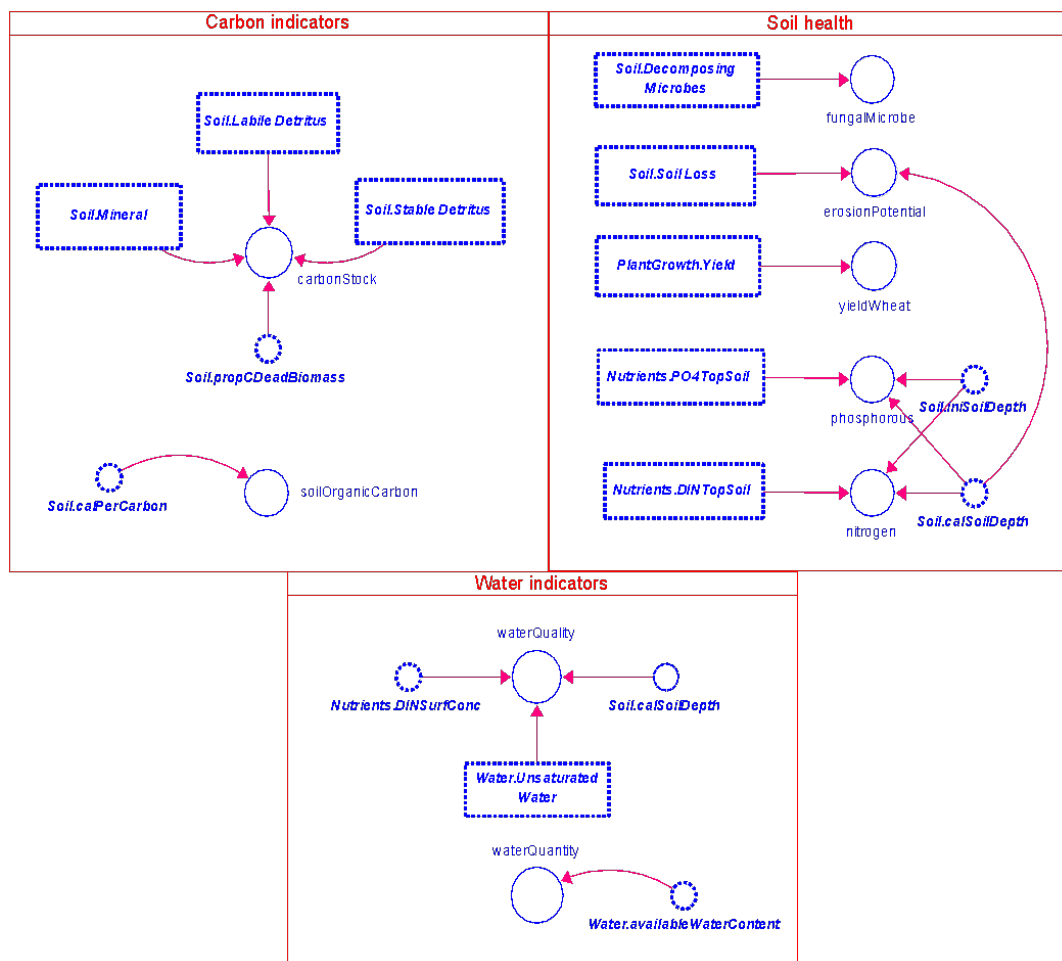 Carbon indicators
Soil.Labile Detritus
Soil.Mineral
Soil.Stable Detritus
carbonStock
Soil.propCDeadBiomass
soilOrganicCarbon
Soil.calPerCarbon
Soil health
Soil.Decomposing
Microbes
fungalMicrobe
Soil.Soil Loss
erosionPotential
PlantGrowth.Yield
yieldWheat
Nutrients.PO4TopSoil
phosphorous
Soil.iniSoilDepth
Nutrients.DINTopSoil
nitrogen
Soil.calSoilDepth
Water indicators
waterQuality
Nutrients.DINSurfConc
Soil.calSoilDepth
Water.Unsaturated
Water
waterQuantity
Water.availableWaterContent